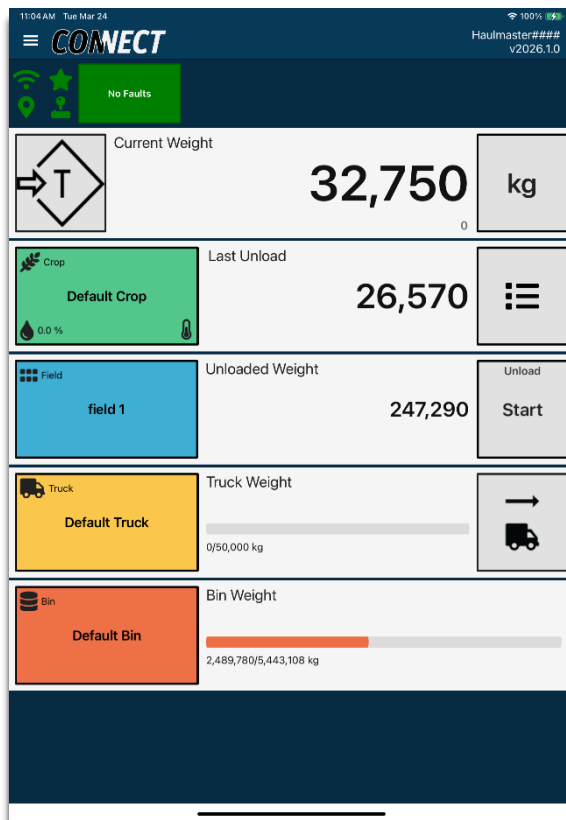 11:04 AM Tue Mar 24
100%
CONNECT
Haulmaster####
v2026.1.0
No Faults
T
Current Weight
32,750
kg
0
Crop
Default Crop
0.0 %
Last Unload
26,570
Field
field 1
Unloaded Weight
247,290
Unload
Start
Truck
Default Truck
Truck Weight
0/50,000 kg
Bin
Default Bin
Bin Weight
2,489,780/5,443,108 kg